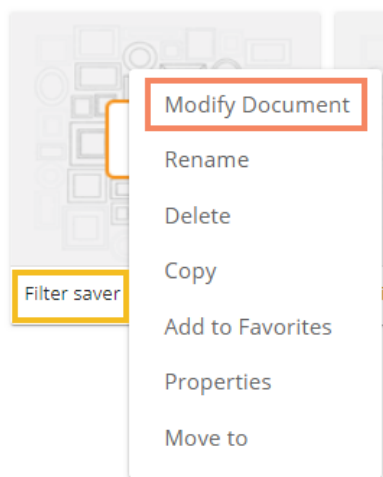 Modify Document
Rename
Delete
Filter saver
Copy
Add to Favorites
Properties
Move to